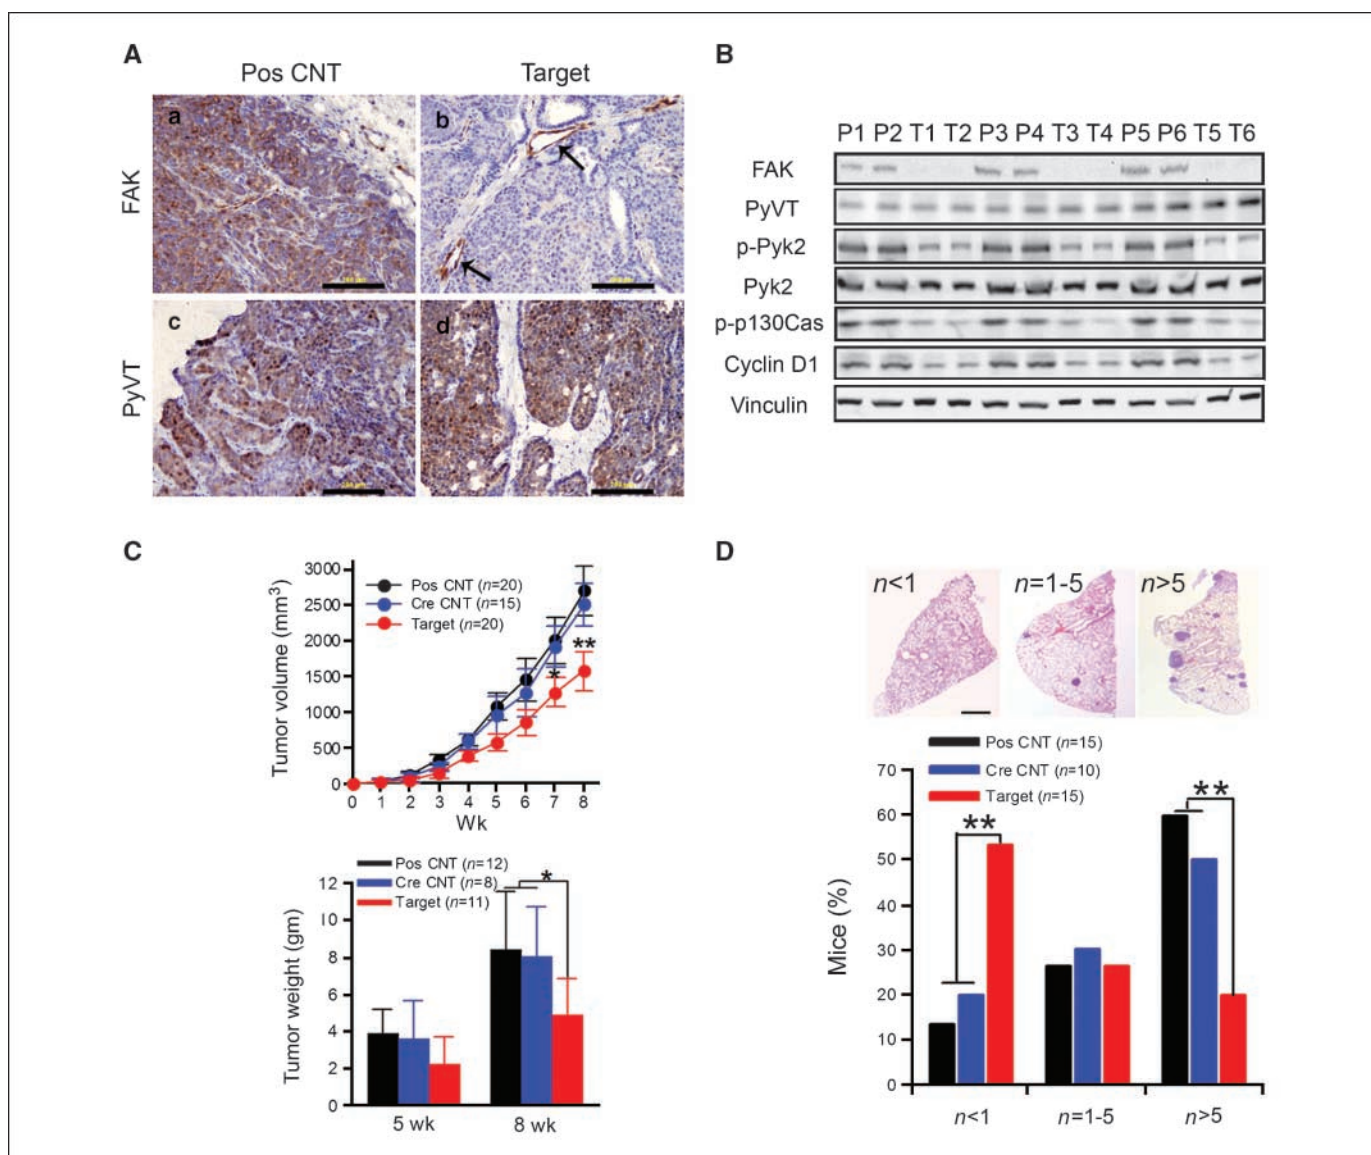 A
Pos CNT
Target
FAK
a
b
PyVT
c
d
B
P1 P2 T1 T2 P3 P4 T3 T4 P5 P6 T5 T6
FAK
PyVT
p-Pyk2
Pyk2
p-p130Cas
Cyclin D1
Vinculin
C
Tumor volume (mm³)
3000
2500
2000
1500
1000
500
0
Pos CNT (n=20)
Cre CNT (n=15)
Target (n=20)
*
**
0 1 2 3 4 5 6 7 8
Wk
Tumor weight (gm)
12
10
8
6
4
2
0
Pos CNT (n=12)
Cre CNT (n=8)
Target (n=11)
*
5 wk
8 wk
D
n<1
n=1-5
n>5
Pos CNT (n=15)
Cre CNT (n=10)
Target (n=15)
Mice (%)
70
60
50
40
30
20
10
0
**
**
n<1
n=1-5
n>5